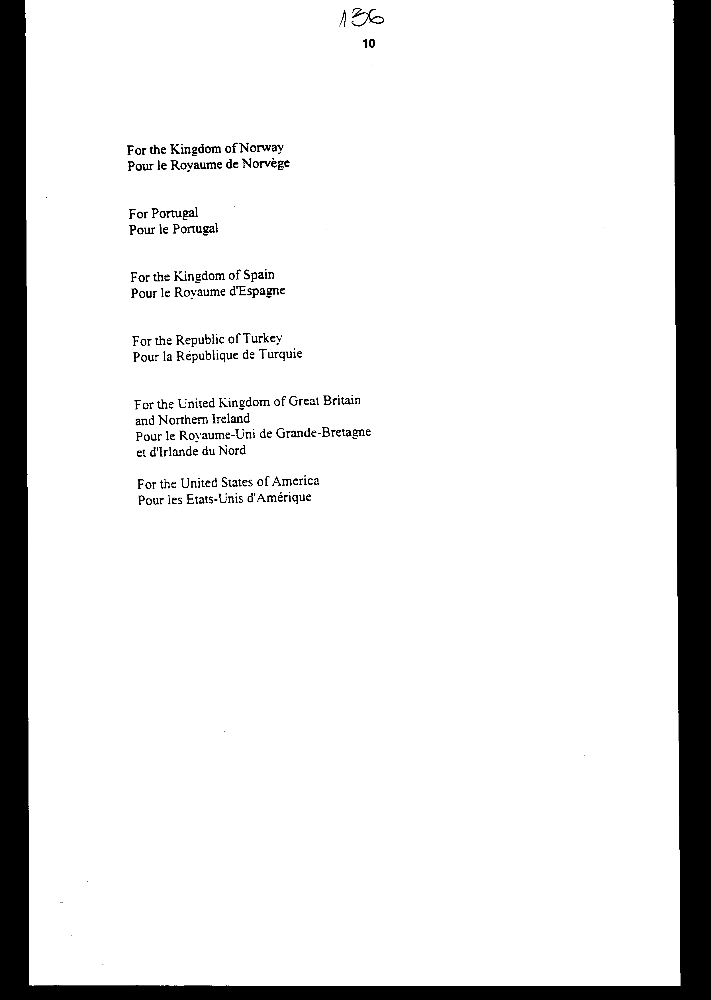 136
10
For the Kingdom of Norway
Pour le Royaume de Norvège
For Portugal
Pour le Portugal
For the Kingdom of Spain
Pour le Royaume d'Espagne
For the Republic of Turkey
Pour la République de Turquie
For the United Kingdom of Great Britain
and Northern Ireland
Pour le Royaume-Uni de Grande-Bretagne
et d'Irlande du Nord
For the United States of America
Pour les Etats-Unis d'Amérique